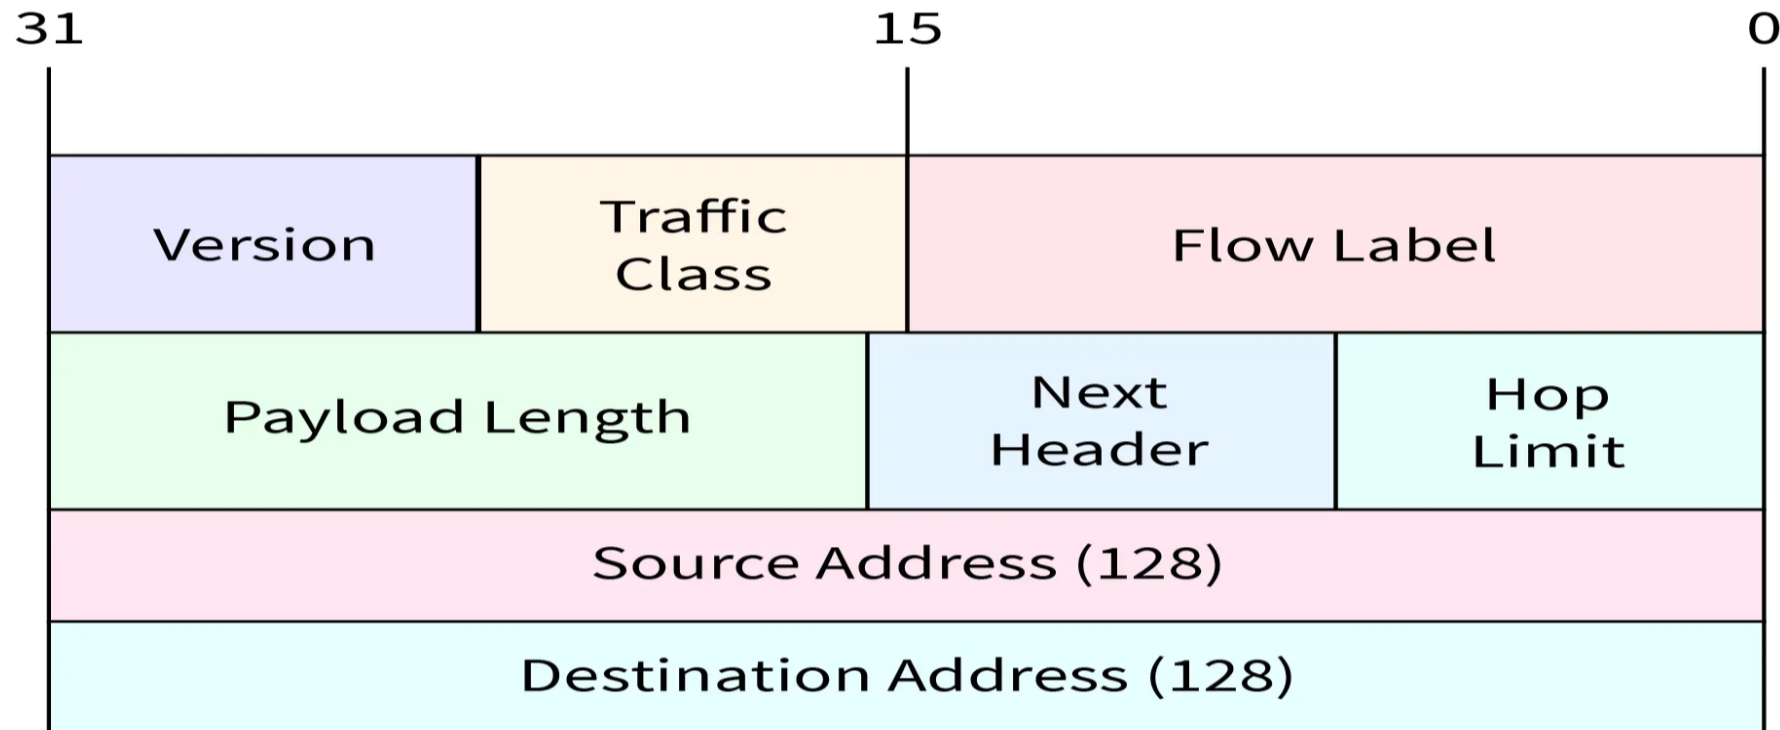 31 15 0
Version
Traffic
Class
Flow Label
Payload Length
Next
Header
Hop
Limit
Source Address (128)
Destination Address (128)